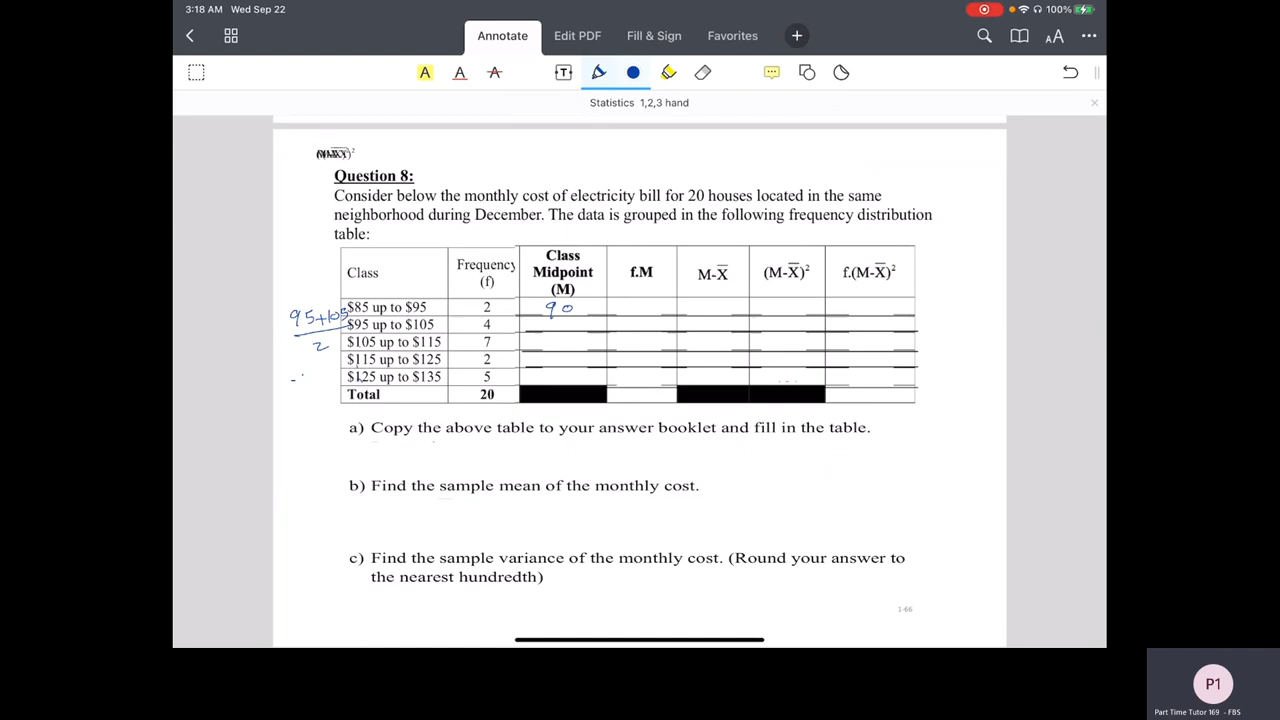 3:18 AM Wed Sep 22
100%
Annotate
Edit PDF
Fill & Sign
Favorites
AA
A A A T
Statistics 1,2,3 hand
Question 8:
Consider below the monthly cost of electricity bill for 20 houses located in the same
neighborhood during December. The data is grouped in the following frequency distribution
table:
Class Frequency (f) Class Midpoint (M) f.M M-X̅ (M-X̅)² f.(M-X̅)²
$85 up to $95 2 90
$95 up to $105 4
$105 up to $115 7
$115 up to $125 2
$125 up to $135 5
Total 20
95+105
2
a) Copy the above table to your answer booklet and fill in the table.
b) Find the sample mean of the monthly cost.
c) Find the sample variance of the monthly cost. (Round your answer to
the nearest hundredth)
1-66
P1
Part Time Tutor 169 - FBS